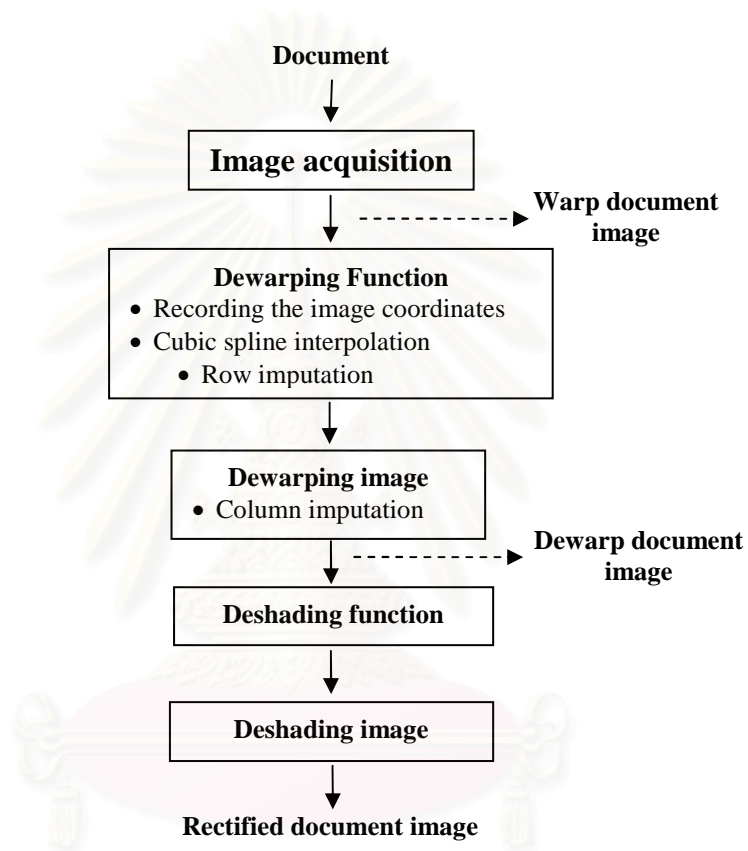 Document
Image acquisition
Warp document
image
Dewarping Function
• Recording the image coordinates
• Cubic spline interpolation
• Row imputation
Dewarping image
• Column imputation
Dewarp document
image
Deshading function
Deshading image
Rectified document image